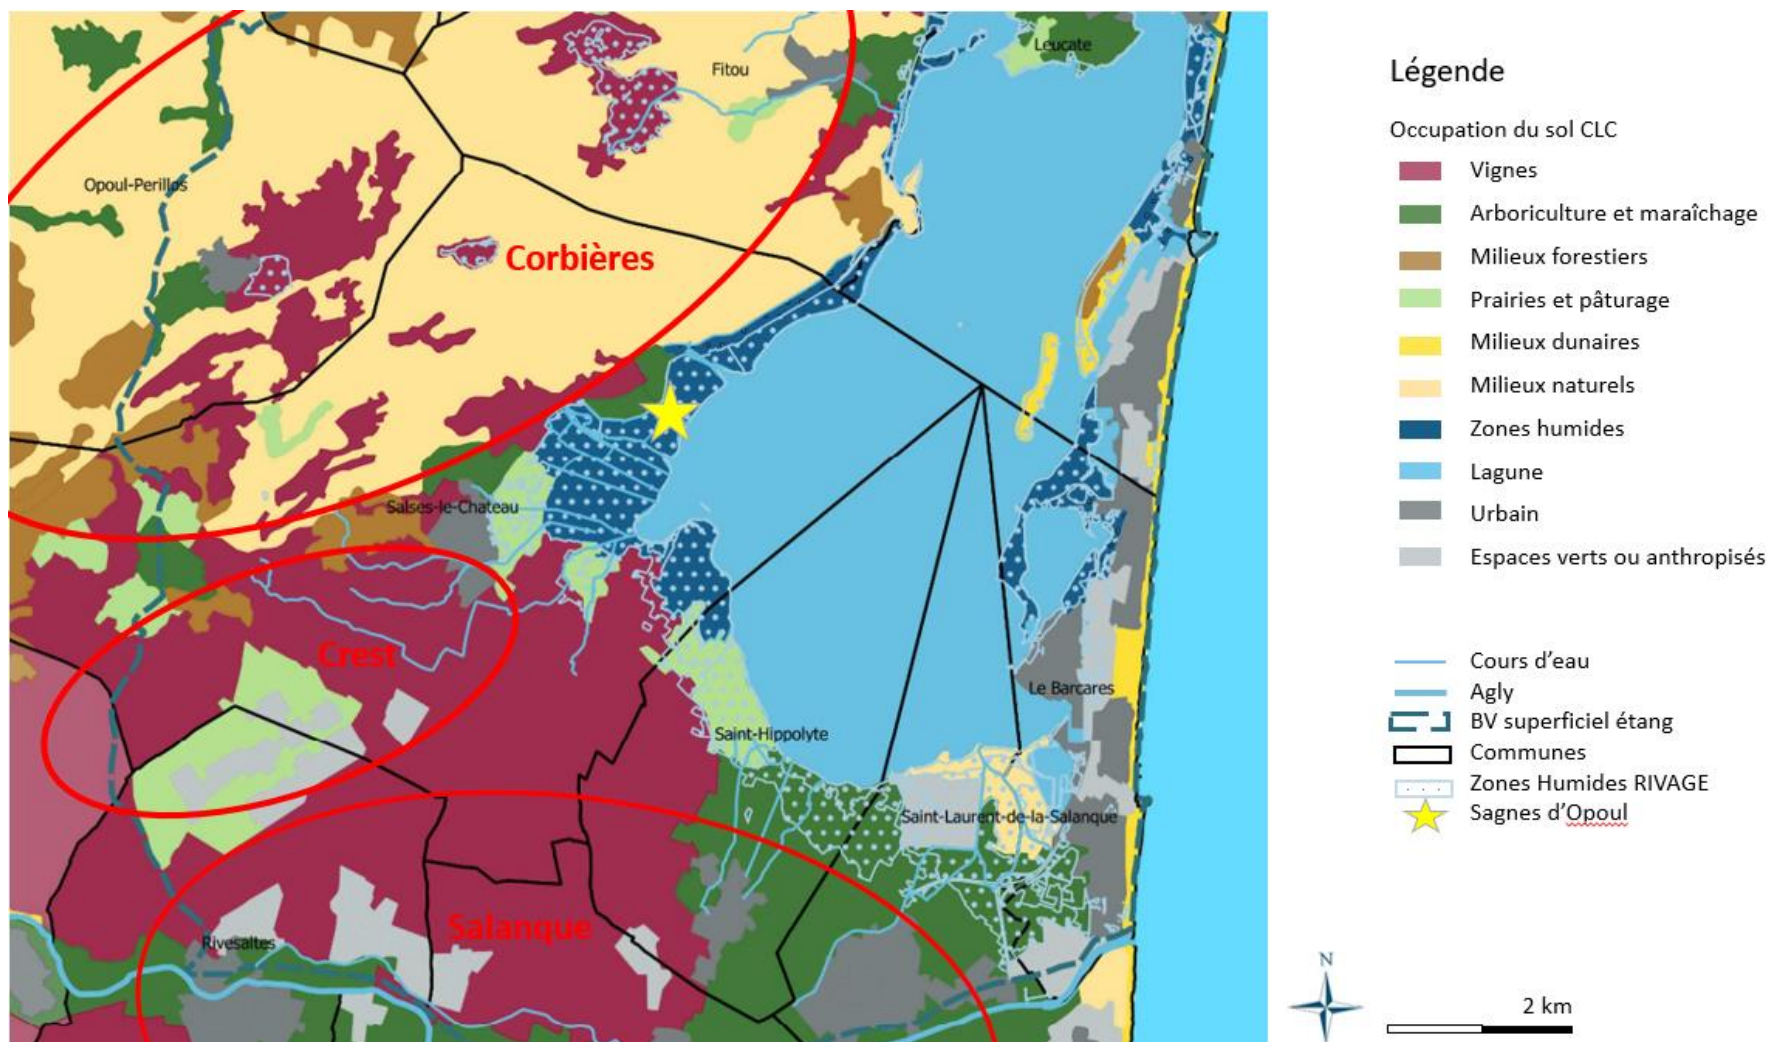 Leucate
Fitou
Opoul-Perillos
Corbières
Salses-le-Chateau
Crest
Le Barcares
Saint-Hippolyte
Saint-Laurent-de-la-Salanque
Salanque
Rivesaltes
Légende
Occupation du sol CLC
Vignes
Arboriculture et maraîchage
Milieux forestiers
Prairies et pâturage
Milieux dunaires
Milieux naturels
Zones humides
Lagune
Urbain
Espaces verts ou anthropisés
Cours d’eau
Agly
BV superficiel étang
Communes
Zones Humides RIVAGE
Sagnes d’Opoul
N
2 km